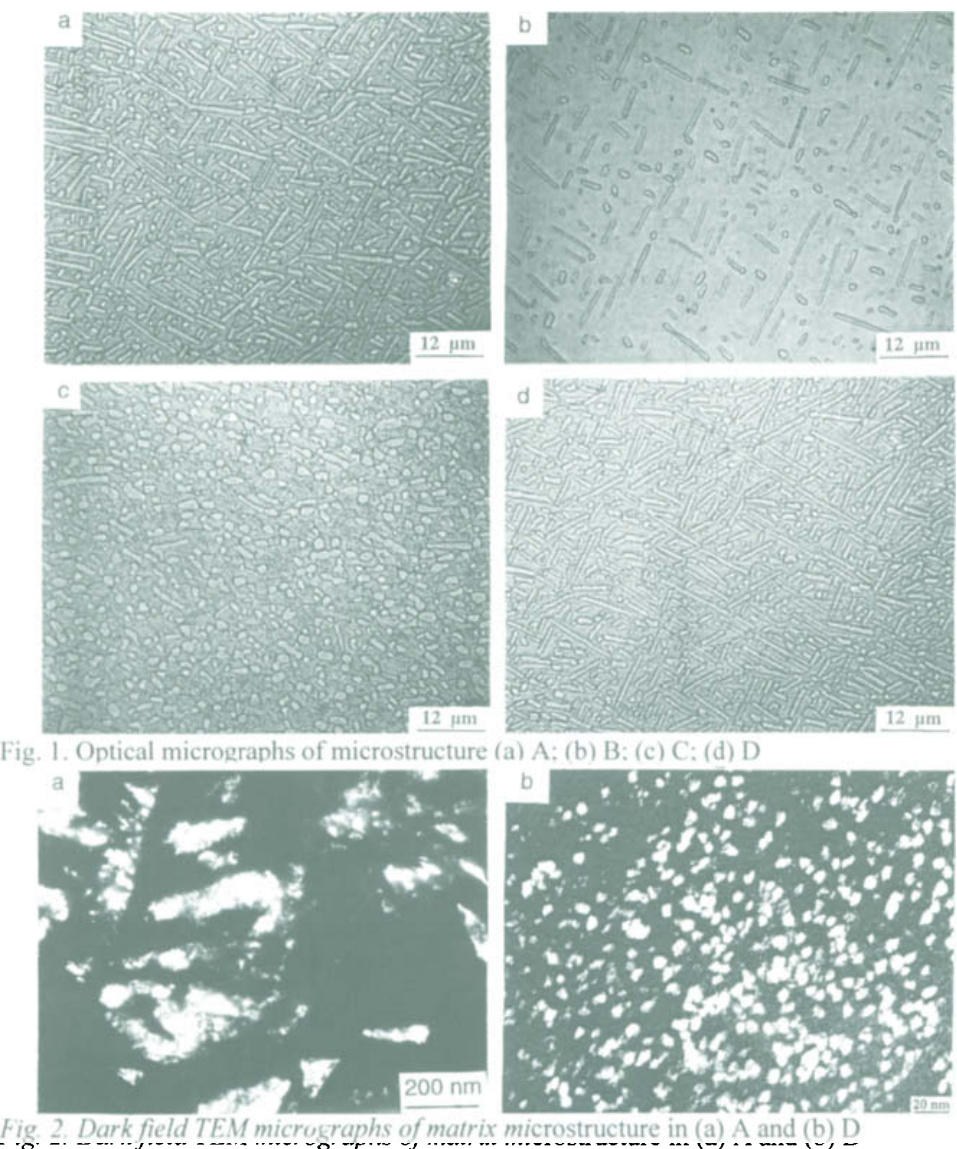 a
b
12 µm
12 µm
c
d
12 µm
12 µm
Fig. 1. Optical micrographs of microstructure (a) A; (b) B; (c) C; (d) D
a
b
200 nm
20 nm
Fig. 2. Dark field TEM micrographs of matrix microstructure in (a) A and (b) D